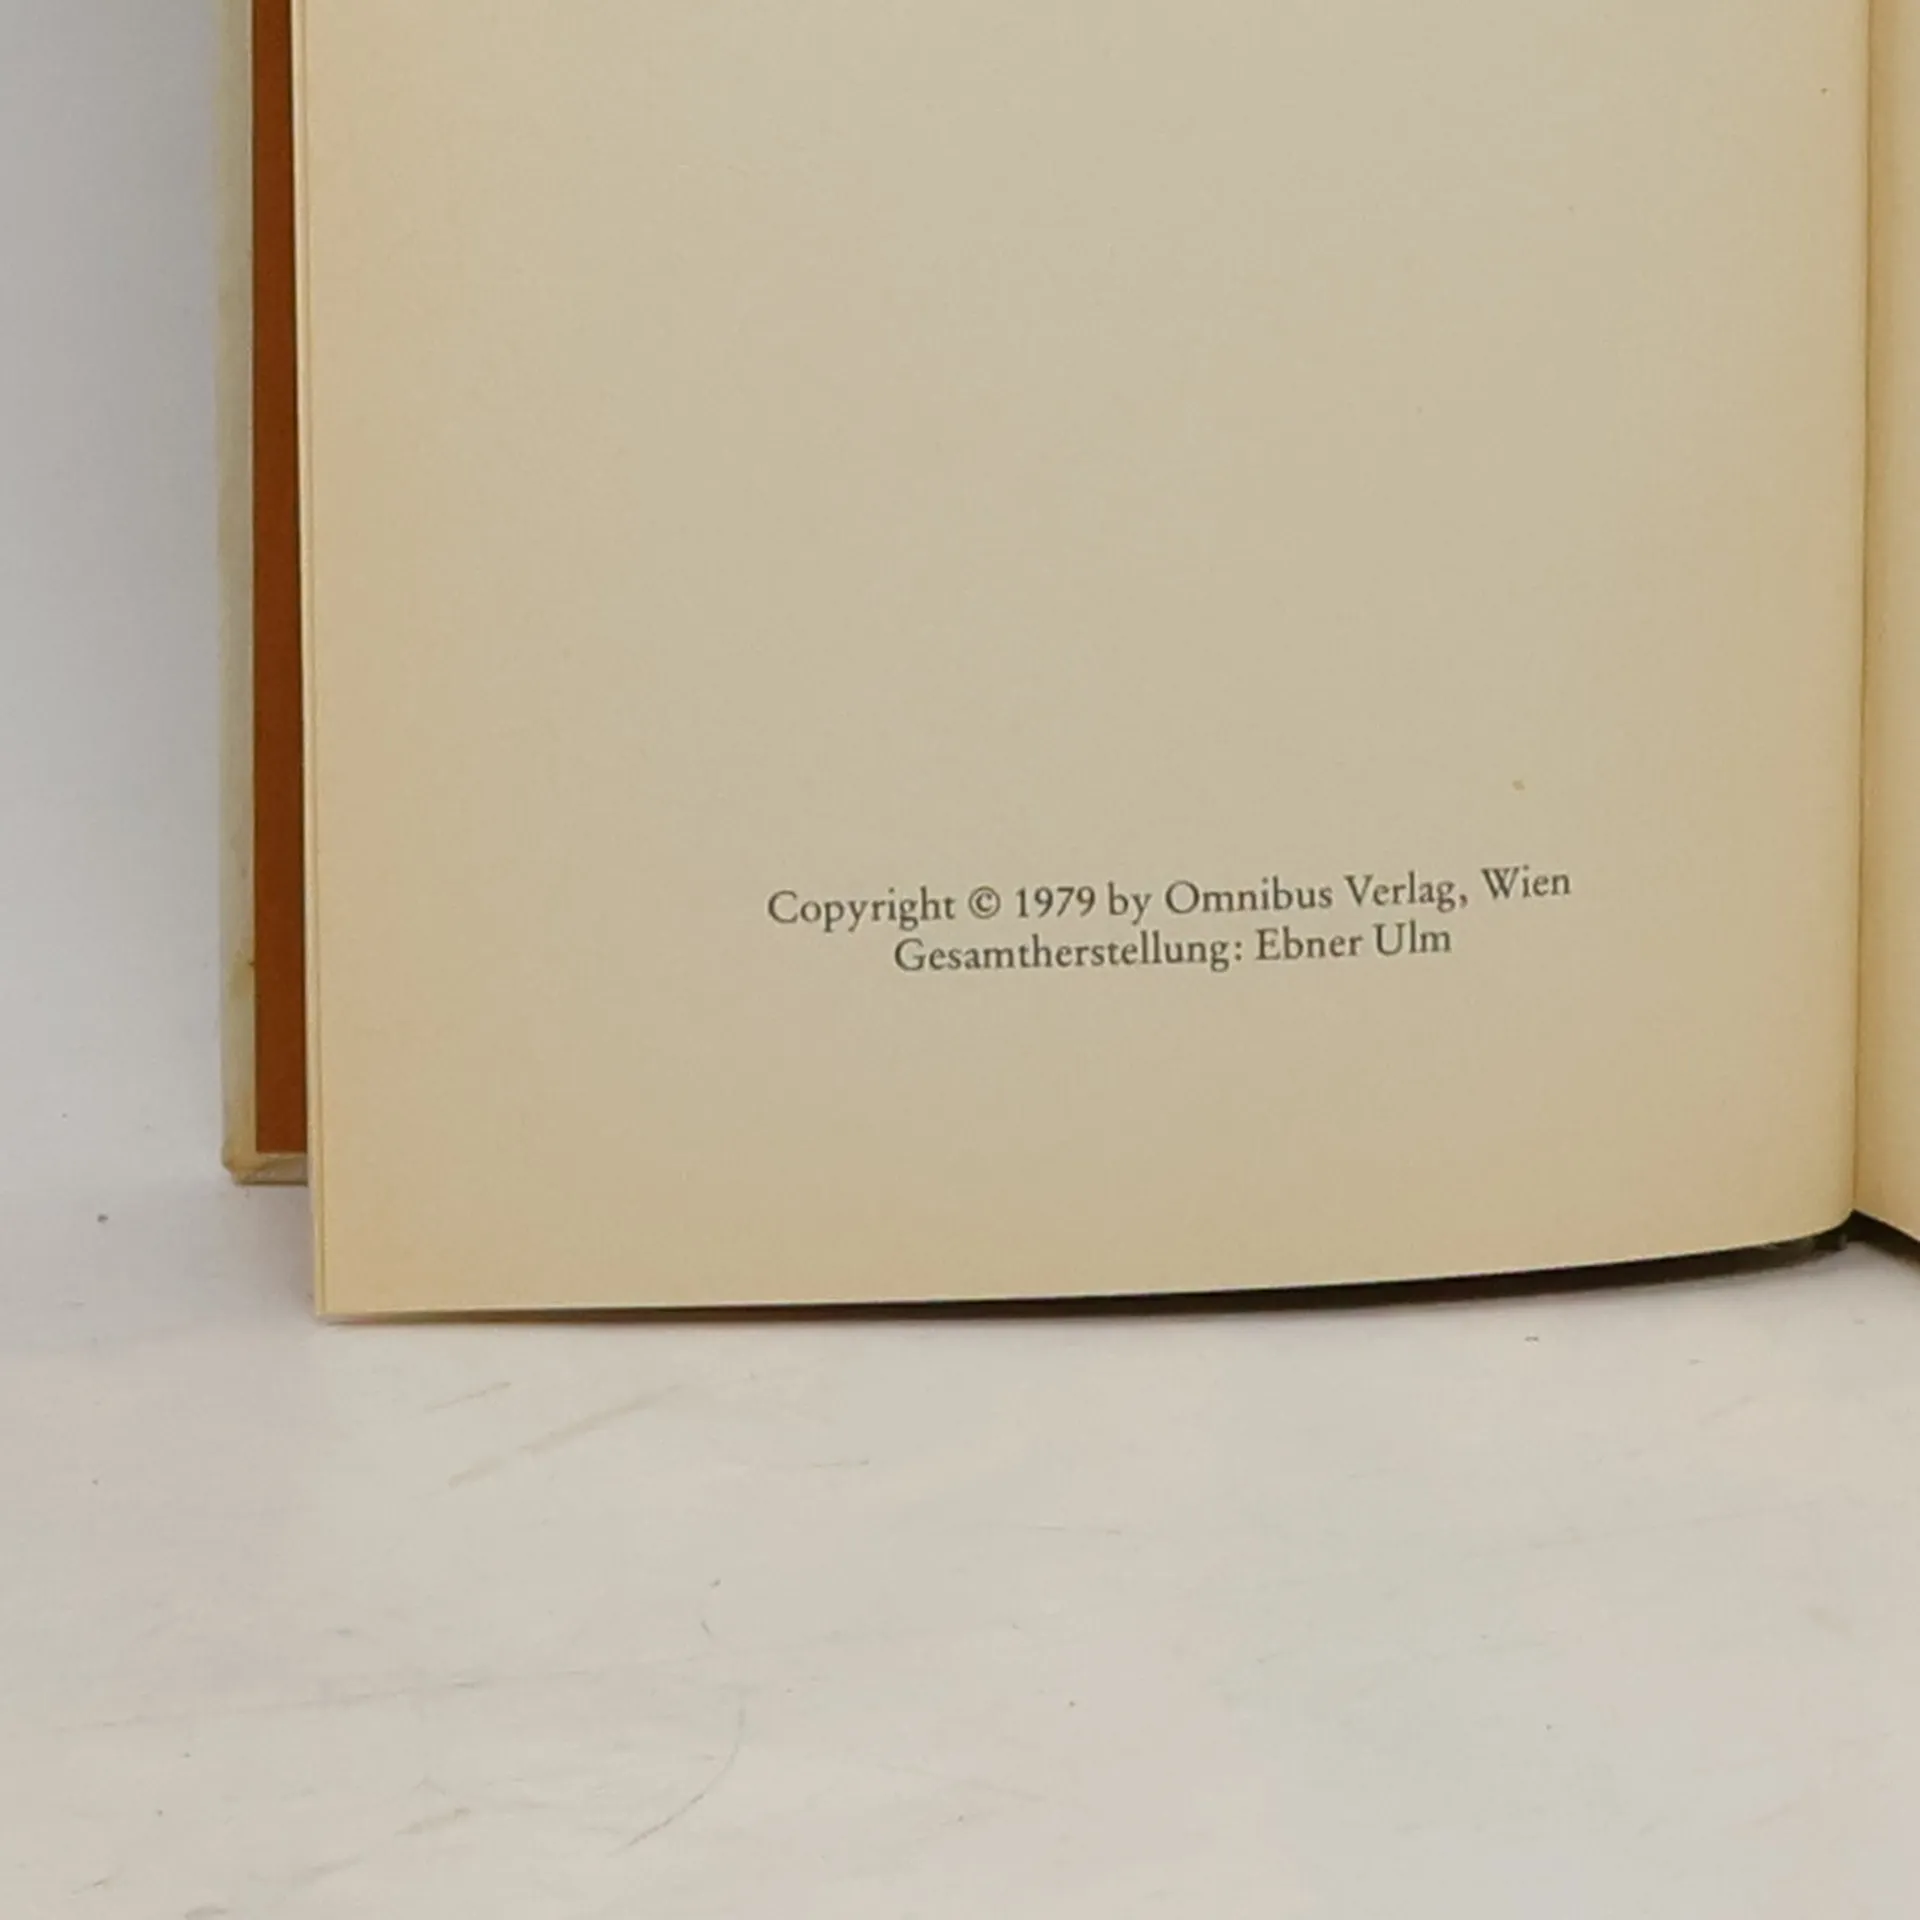 Copyright © 1979 by Omnibus Verlag, Wien
Gesamtherstellung: Ebner Ulm